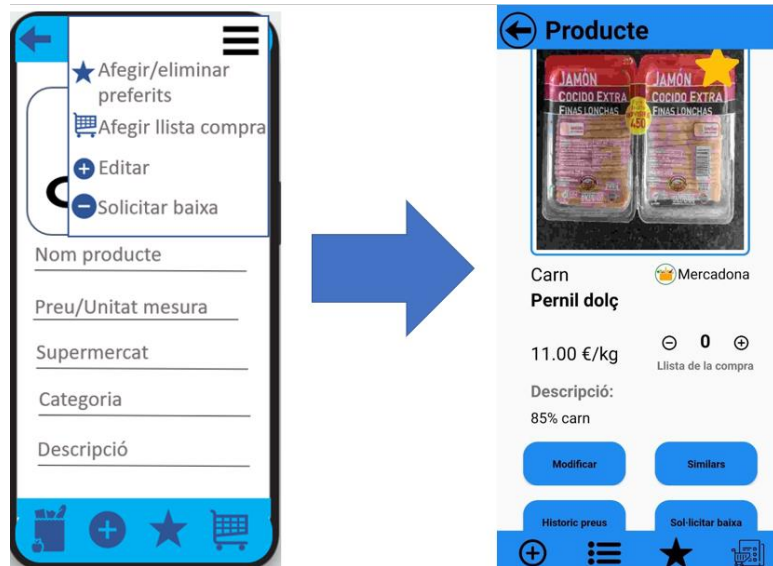 Afegir/eliminar
preferits
Afegir llista compra
Editar
Solicitar baixa
Nom producte
Preu/Unitat mesura
Supermercat
Categoria
Descripció
Producte
JAMÓN
COCIDO EXTRA
FINAS LONCHAS
JAMÓN
COCIDO EXTRA
FINAS LONCHAS
Carn
Mercadona
Pernil dolç
11.00 €/kg
0
Llista de la compra
Descripció:
85% carn
Modificar
Similars
Historic preus
Sol·licitar baixa